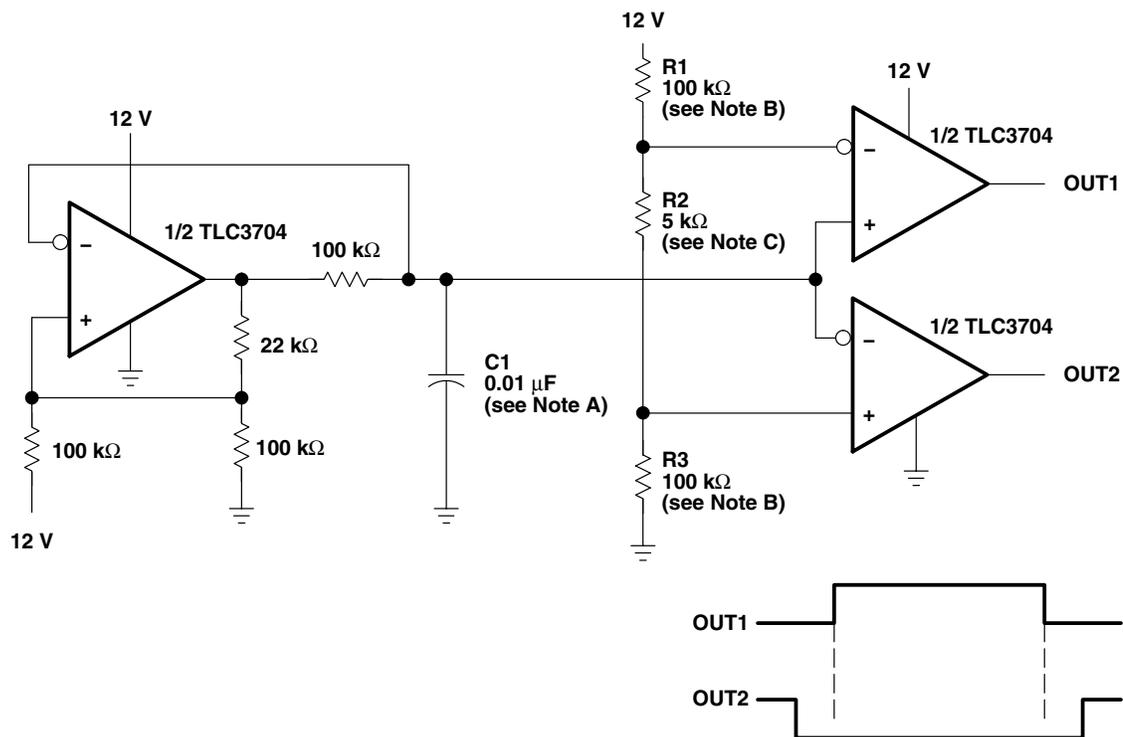 12 V
R1
100 kΩ
(see Note B)
12 V
1/2 TLC3704
−
+
OUT1
12 V
−
+
1/2 TLC3704
100 kΩ
22 kΩ
100 kΩ
100 kΩ
12 V
C1
0.01 μF
(see Note A)
R2
5 kΩ
(see Note C)
1/2 TLC3704
−
+
OUT2
R3
100 kΩ
(see Note B)
OUT1
OUT2